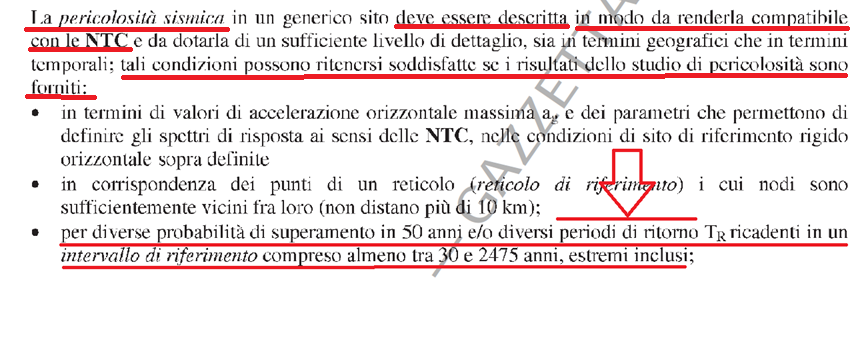 La pericolosità sismica in un generico sito deve essere descritta in modo da renderla compatibile
con le NTC e da dotarla di un sufficiente livello di dettaglio, sia in termini geografici che in termini
temporali; tali condizioni possono ritenersi soddisfatte se i risultati dello studio di pericolosità sono
forniti:
• in termini di valori di accelerazione orizzontale massima ag e dei parametri che permettono di
definire gli spettri di risposta ai sensi delle NTC, nelle condizioni di sito di riferimento rigido
orizzontale sopra definite
• in corrispondenza dei punti di un reticolo (reticolo di riferimento) i cui nodi sono
sufficientemente vicini fra loro (non distano più di 10 km);
• per diverse probabilità di superamento in 50 anni e/o diversi periodi di ritorno TR ricadenti in un
intervallo di riferimento compreso almeno tra 30 e 2475 anni, estremi inclusi;
— GAZZETTA